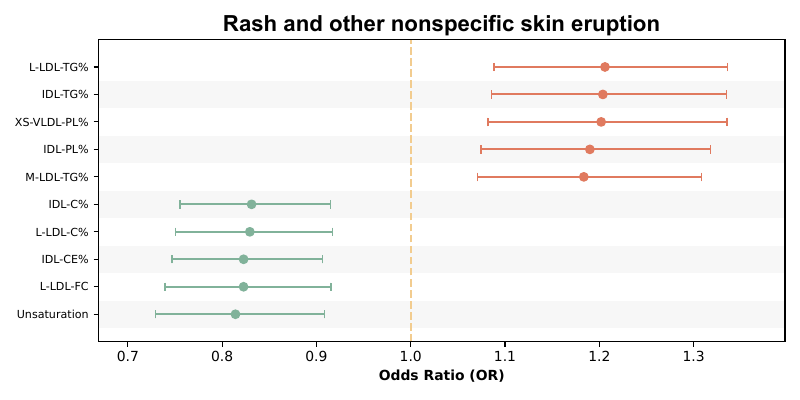 Rash and other nonspecific skin eruption
L-LDL-TG%
IDL-TG%
XS-VLDL-PL%
IDL-PL%
M-LDL-TG%
IDL-C%
L-LDL-C%
IDL-CE%
L-LDL-FC
Unsaturation
0.7 0.8 0.9 1.0 1.1 1.2 1.3
Odds Ratio (OR)